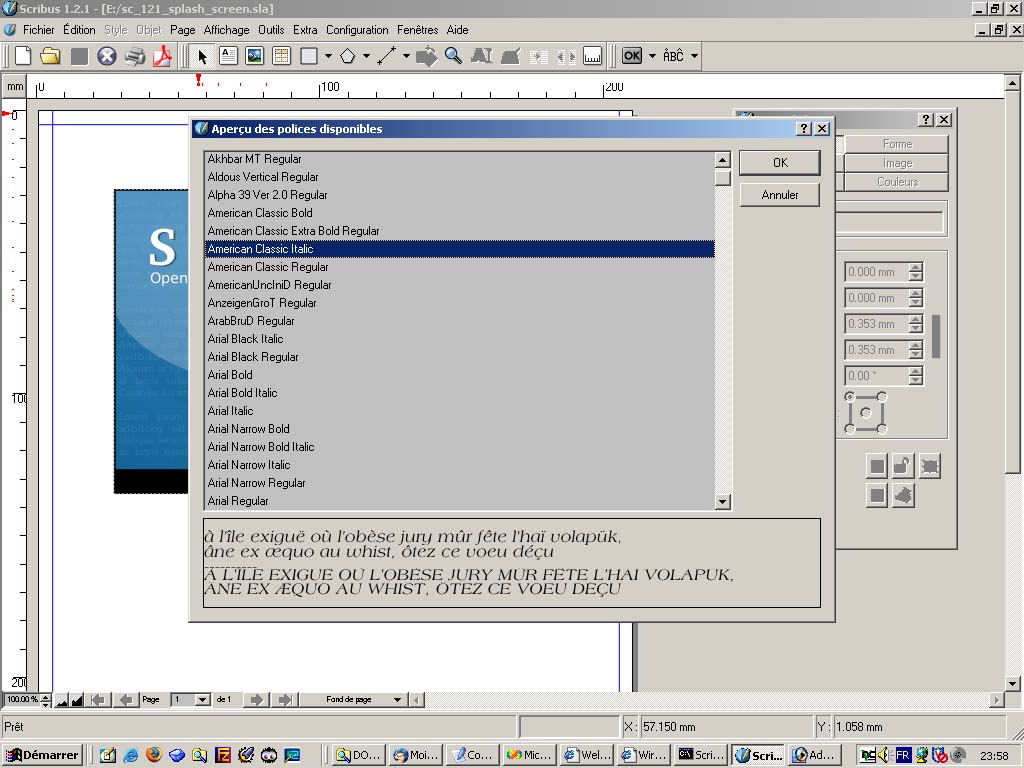 Scribus 1.2.1 - [E:/sc_121_splash_screen.sla]
Fichier Édition Style Objet Page Affichage Outils Extra Configuration Fenêtres Aide
OK ÀBĈ
mm 0 100 200
0
100
200
Aperçu des polices disponibles
Akhbar MT Regular
Aldous Vertical Regular
Alpha 39 Ver 2.0 Regular
American Classic Bold
American Classic Extra Bold Regular
American Classic Italic
American Classic Regular
AmericanUncIniD Regular
AnzeigenGroT Regular
ArabBruD Regular
Arial Black Italic
Arial Black Regular
Arial Bold
Arial Bold Italic
Arial Italic
Arial Narrow Bold
Arial Narrow Bold Italic
Arial Narrow Italic
Arial Narrow Regular
Arial Regular
OK
Annuler
à l'île exiguë où l'obèse jury mûr fête l'haï volapük,
âne ex æquo au whist, ôtez ce voeu déçu
À L'ÎLE EXIGUË OÙ L'OBÈSE JURY MÛR FÊTE L'HAÏ VOLAPÜK,
ÂNE EX ÆQUO AU WHIST, ÔTEZ CE VOEU DÉÇU
S
Open
Forme
Image
Couleurs
0.000 mm
0.000 mm
0.353 mm
0.353 mm
0.00 °
100.00 % Page 1 de 1 Fond de page
Prêt X : 57.150 mm Y : 1.058 mm
Démarrer DO... Moi... Co... Mic... Wel... Wir... Scri... Scri... Ad... FR 23:58